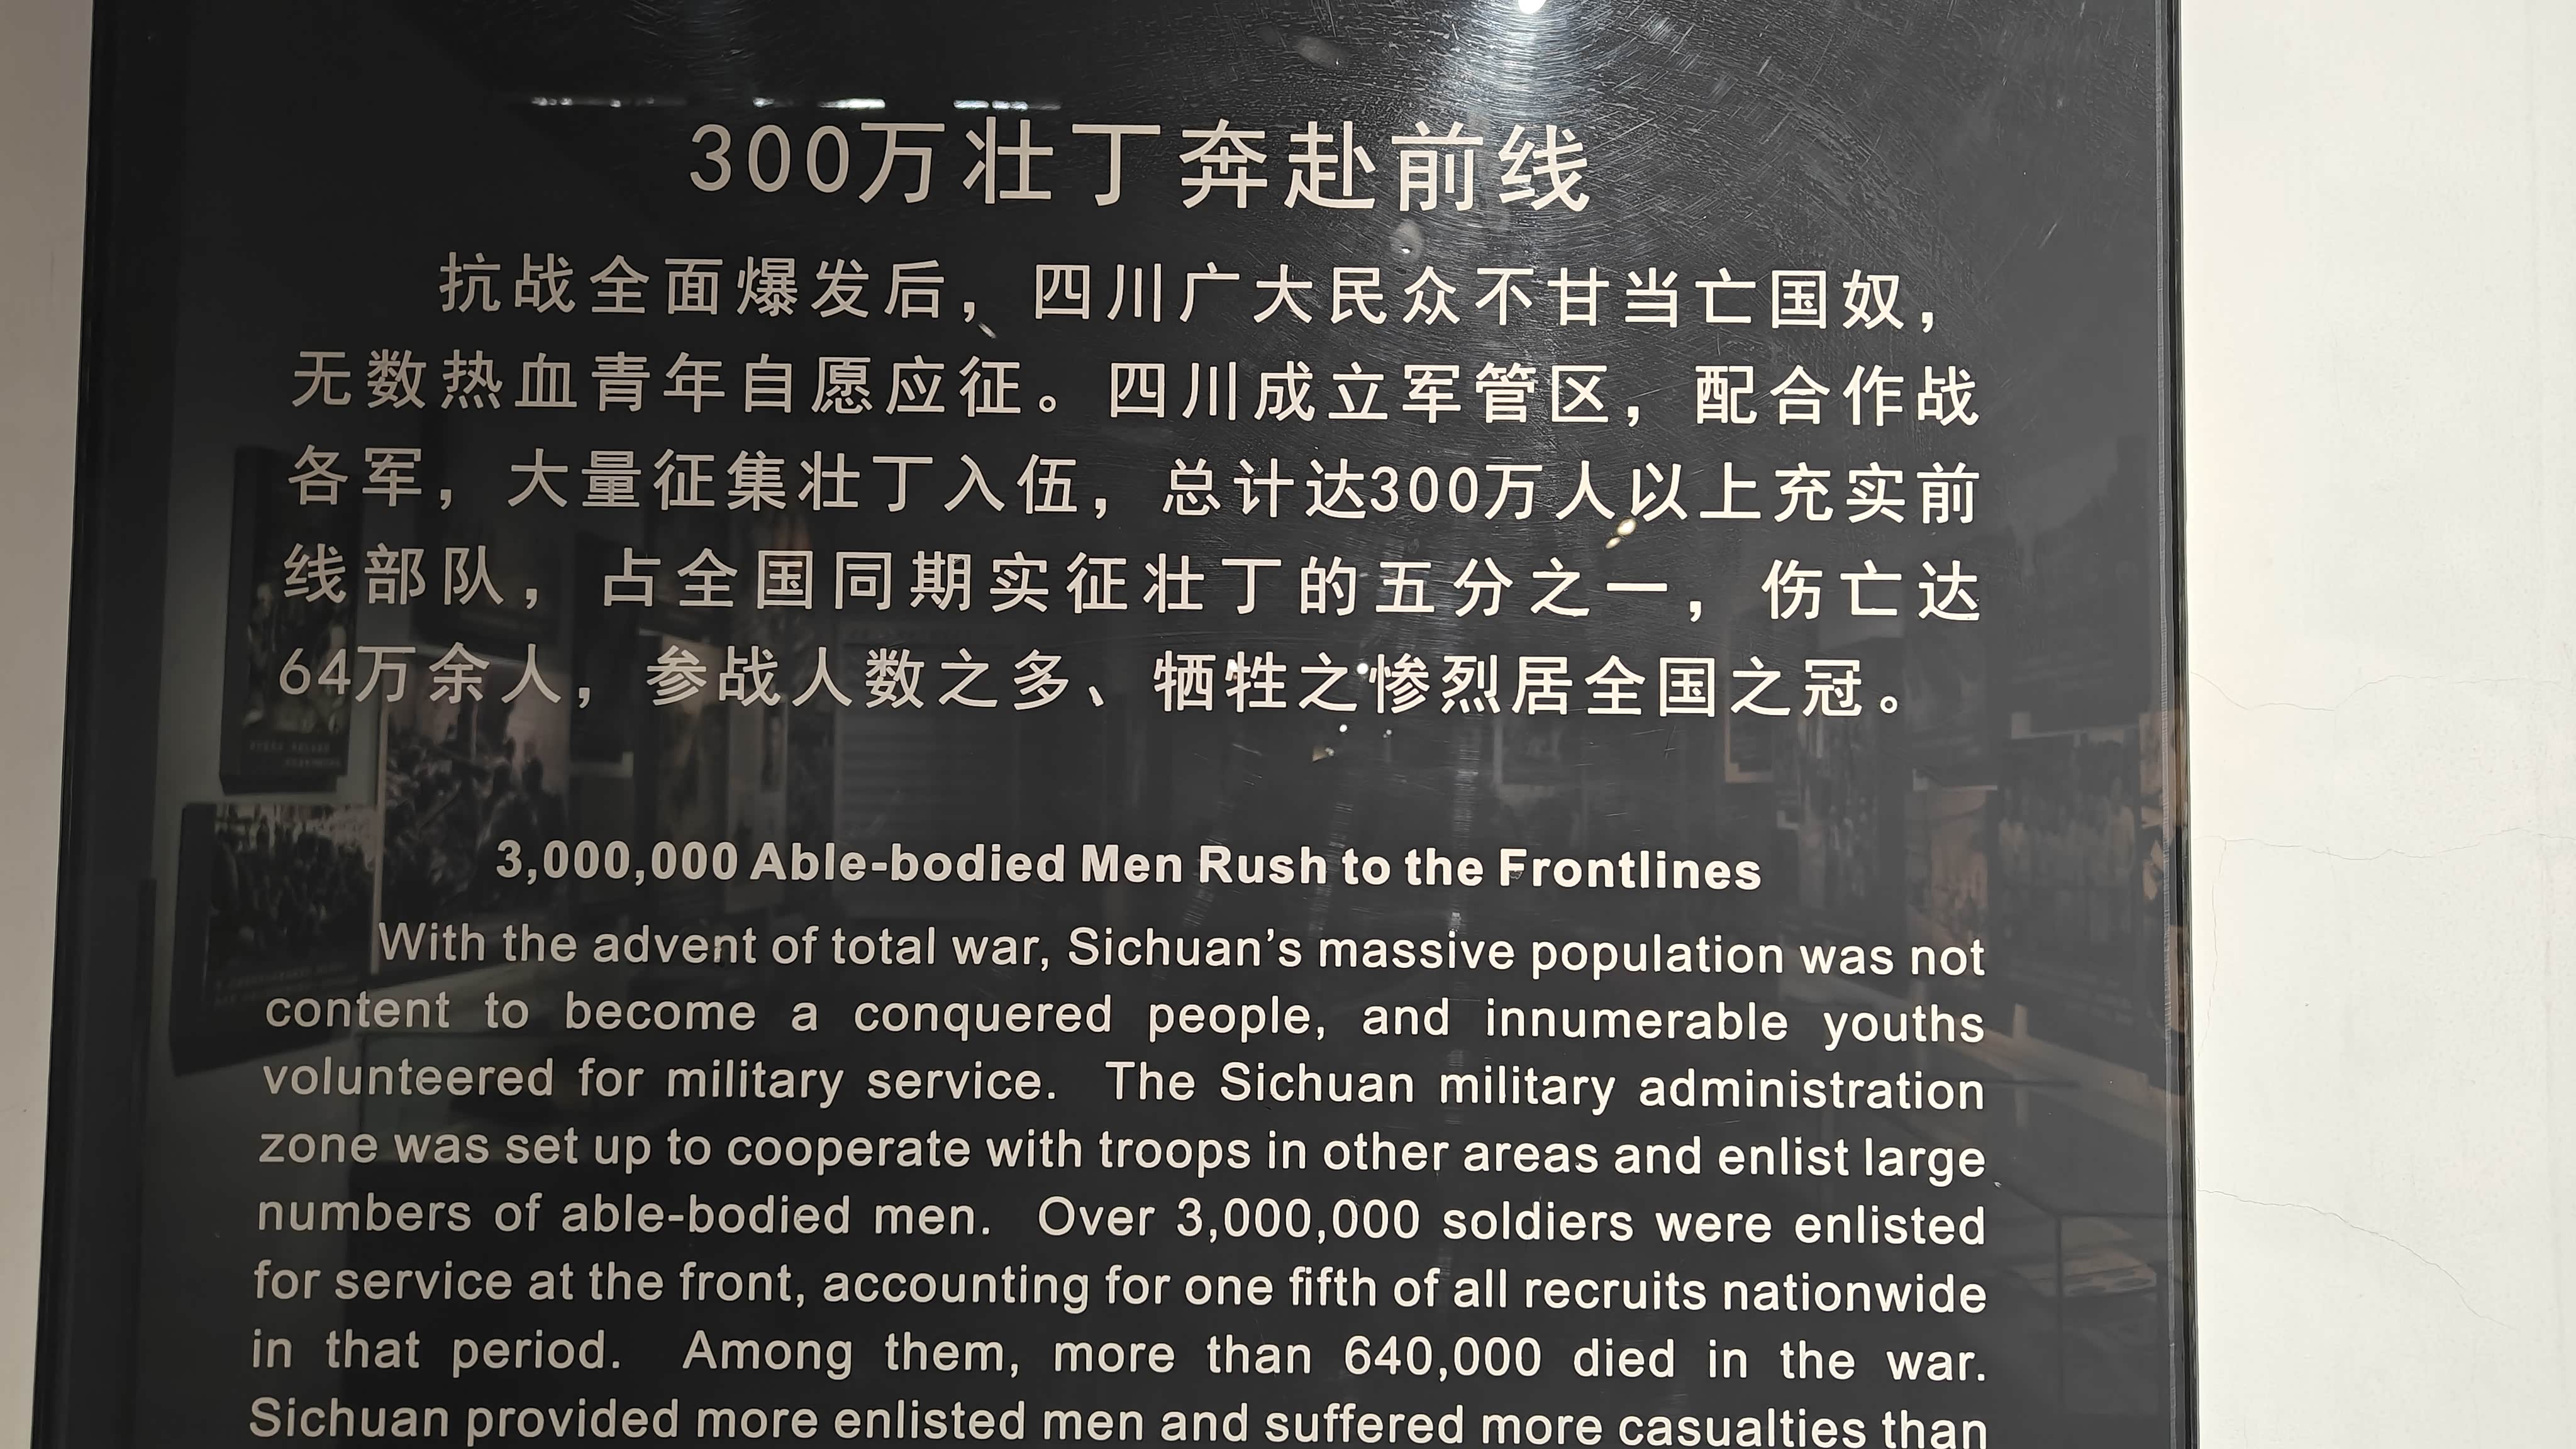 300万壮丁奔赴前线
抗战全面爆发后，四川广大民众不甘当亡国奴，
无数热血青年自愿应征。四川成立军管区，配合作战
各军，大量征集壮丁入伍，总计达300万人以上充实前
线部队，占全国同期实征壮丁的五分之一，伤亡达
64万余人，参战人数之多、牺牲之惨烈居全国之冠。
3,000,000 Able-bodied Men Rush to the Frontlines
With the advent of total war, Sichuan’s massive population was not
content to become a conquered people, and innumerable youths
volunteered for military service. The Sichuan military administration
zone was set up to cooperate with troops in other areas and enlist large
numbers of able-bodied men. Over 3,000,000 soldiers were enlisted
for service at the front, accounting for one fifth of all recruits nationwide
in that period. Among them, more than 640,000 died in the war.
Sichuan provided more enlisted men and suffered more casualties than